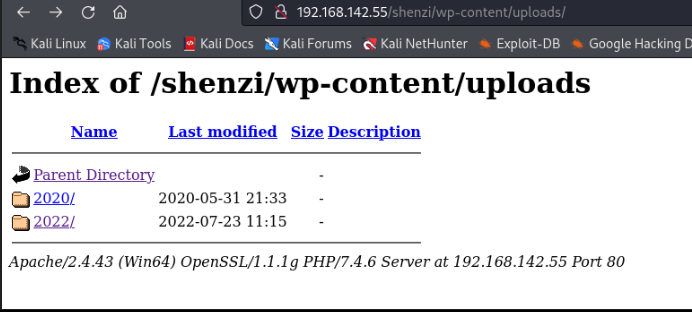 192.168.142.55/shenzi/wp-content/uploads/
Kali Linux Kali Tools Kali Docs Kali Forums Kali NetHunter Exploit-DB Google Hacking D
Index of /shenzi/wp-content/uploads
Name Last modified Size Description
Parent Directory -
2020/ 2020-05-31 21:33 -
2022/ 2022-07-23 11:15 -
Apache/2.4.43 (Win64) OpenSSL/1.1.1g PHP/7.4.6 Server at 192.168.142.55 Port 80